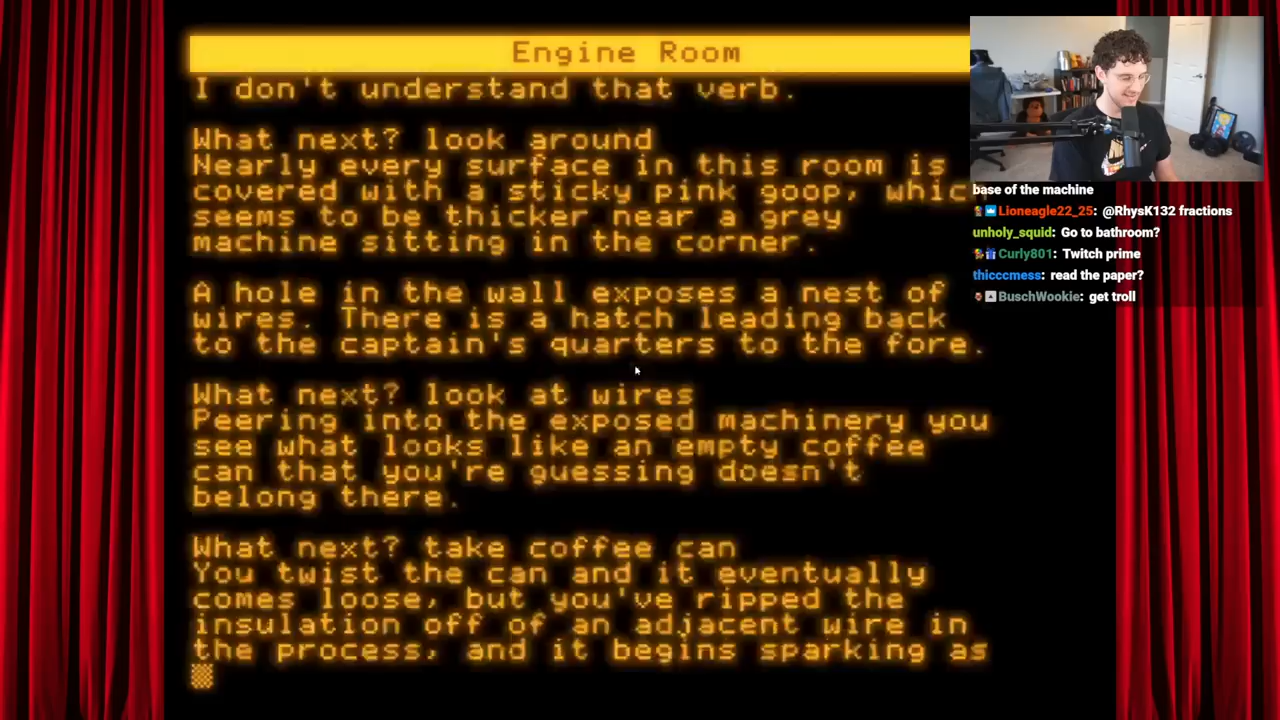 Engine Room
I don't understand that verb.
What next? look around
Nearly every surface in this room is
covered with a sticky pink goop, whic
seems to be thicker near a grey
machine sitting in the corner.
A hole in the wall exposes a nest of
wires. There is a hatch leading back
to the captain's quarters to the fore.
What next? look at wires
Peering into the exposed machinery you
see what looks like an empty coffee
can that you're guessing doesn't
belong there.
What next? take coffee can
You twist the can and it eventually
comes loose, but you've ripped the
insulation off of an adjacent wire in
the process, and it begins sparking as
base of the machine
Lioneagle22_25: @RhysK132 fractions
unholy_squid: Go to bathroom?
Curly801: Twitch prime
thicccmess: read the paper?
BuschWookie: get troll